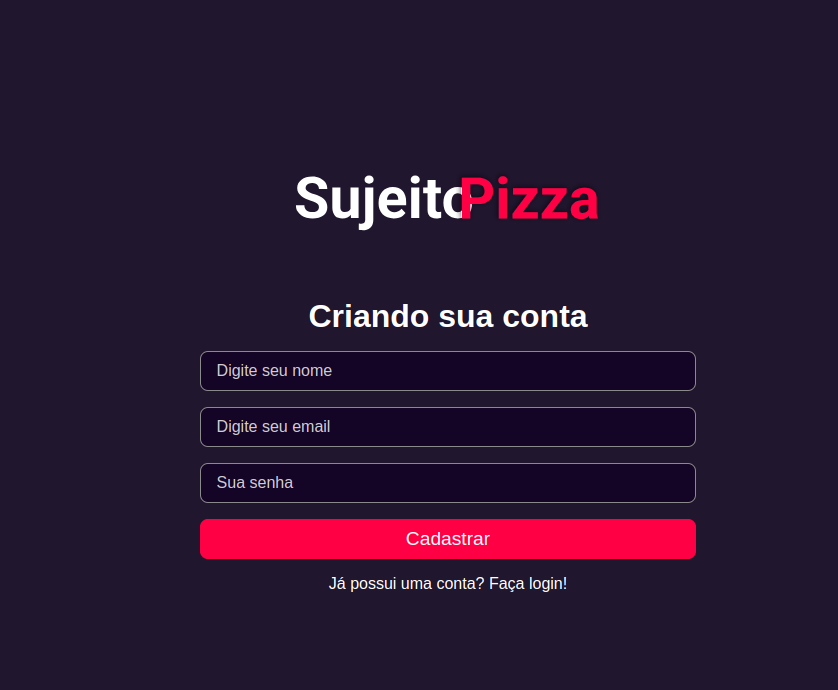 SujeitoPizza
Criando sua conta
Digite seu nome
Digite seu email
Sua senha
Cadastrar
Já possui uma conta? Faça login!